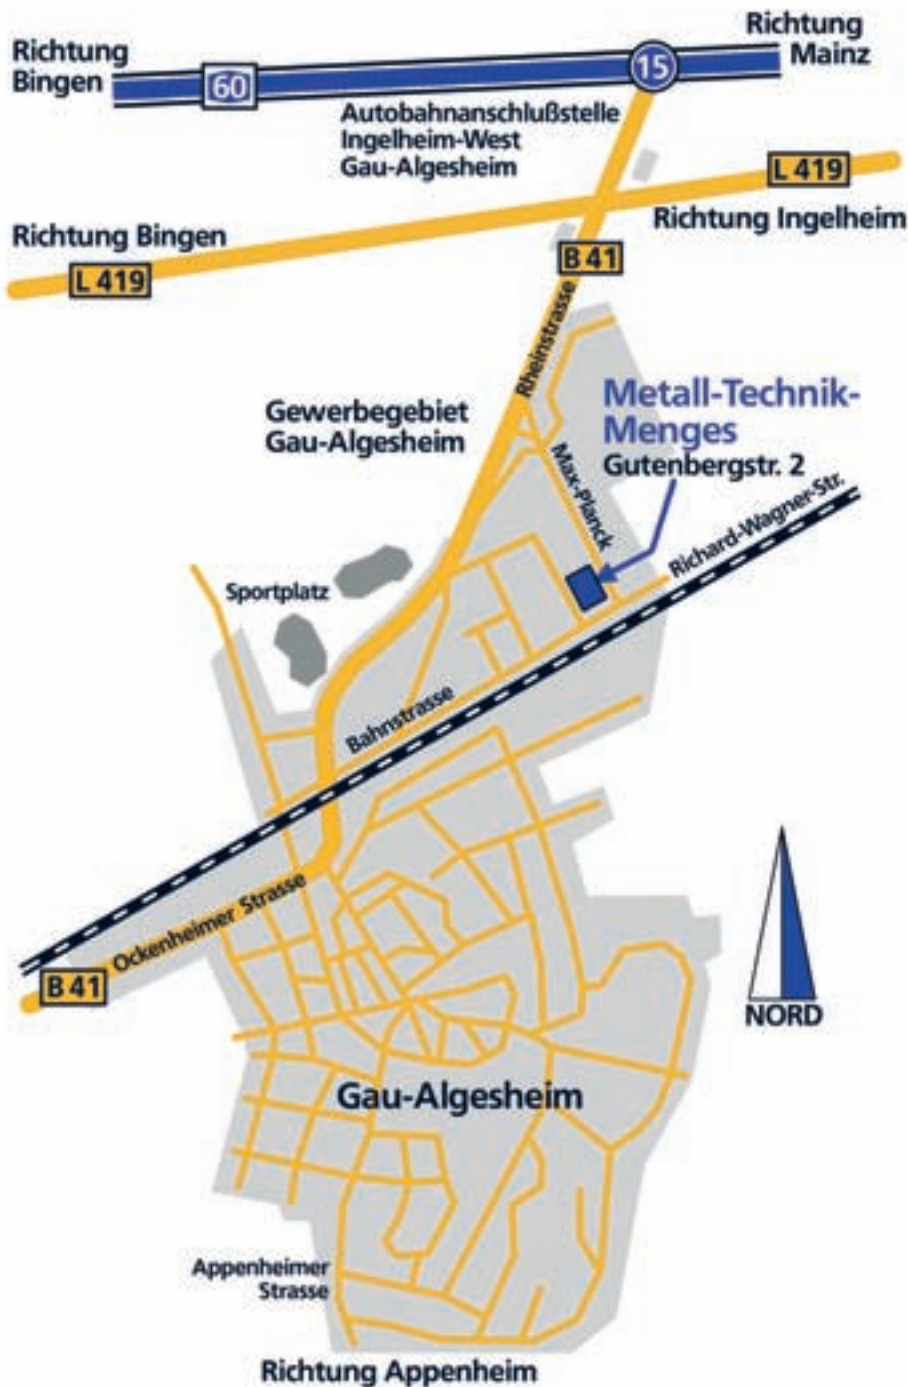 Richtung
Bingen
60
15
Richtung
Mainz
Autobahnanschlußstelle
Ingelheim-West
Gau-Algesheim
L 419
Richtung Ingelheim
Richtung Bingen
L 419
B 41
Rheinstrasse
Gewerbegebiet
Gau-Algesheim
Metall-Technik-
Menges
Gutenbergstr. 2
Max-Planck
Richard-Wagner-Str.
Sportplatz
Bahnstrasse
Ockenheimer Strasse
B 41
NORD
Gau-Algesheim
Appenheimer
Strasse
Richtung Appenheim